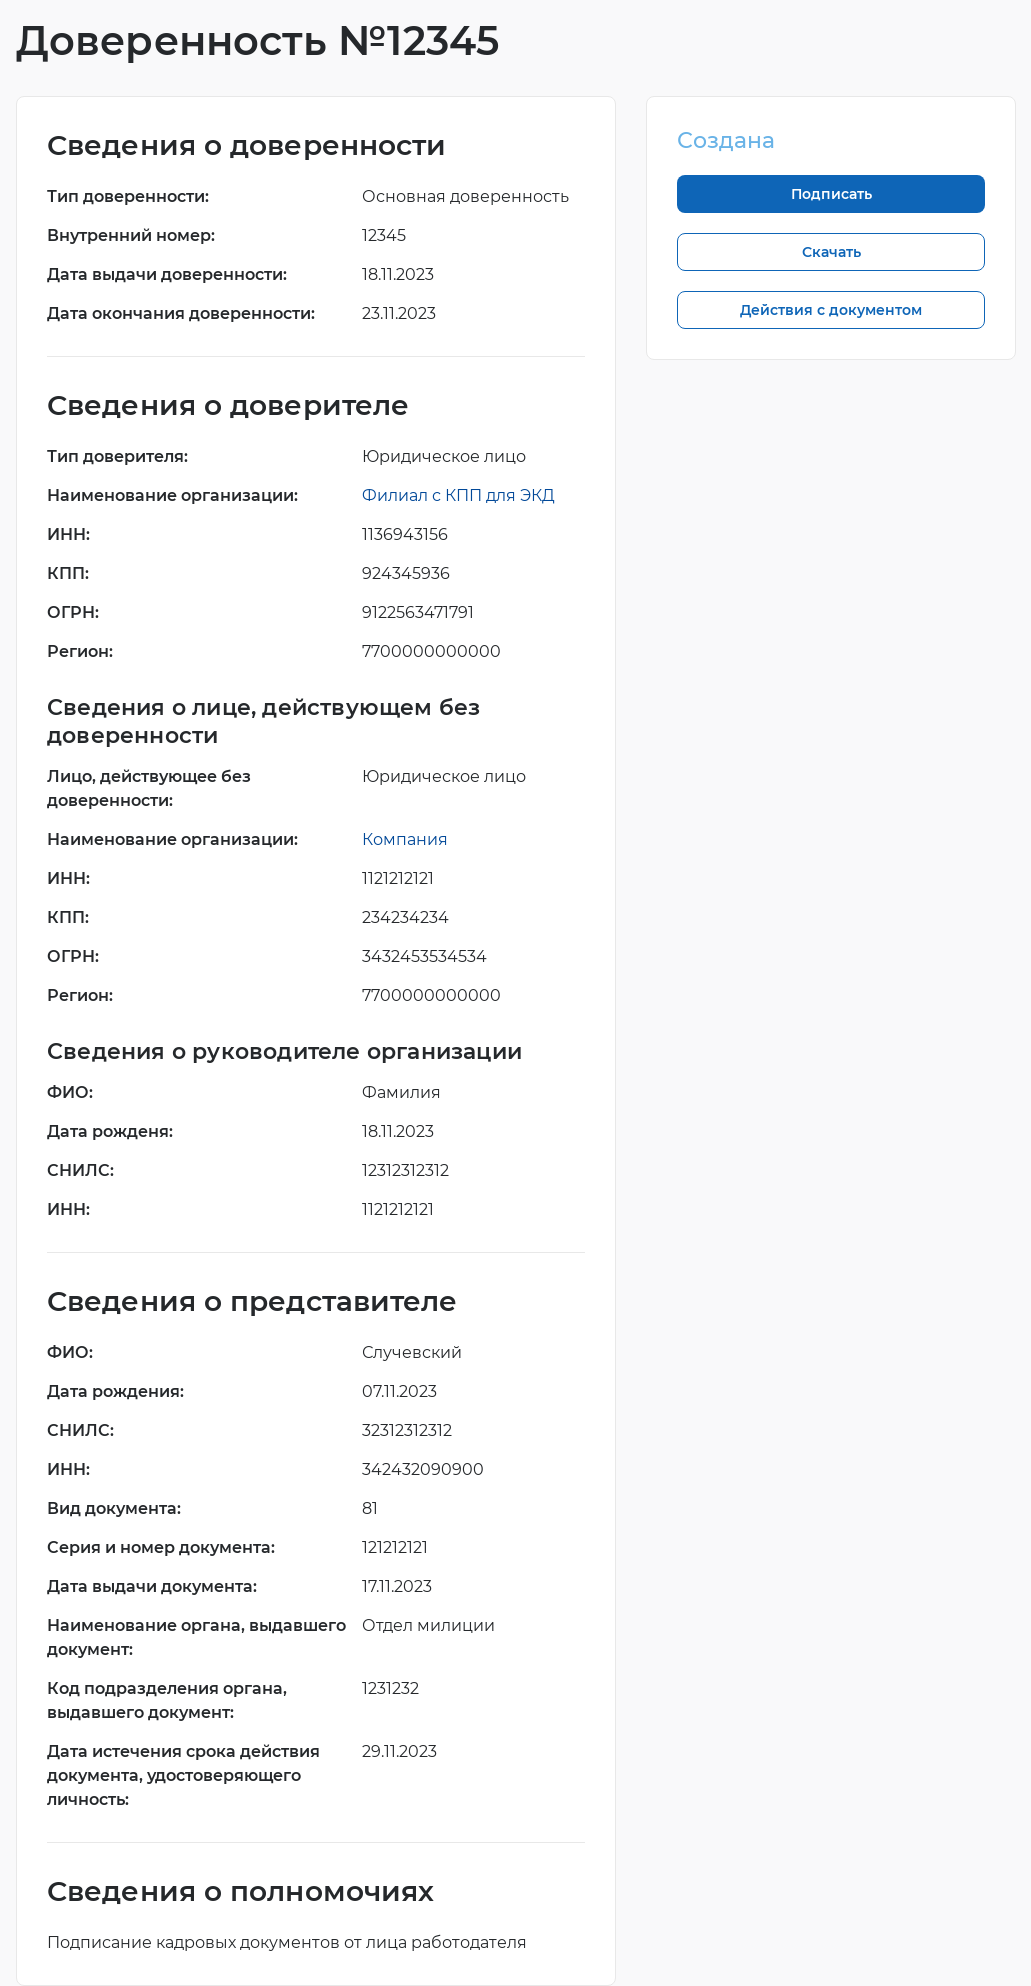 Доверенность №12345
Сведения о доверенности
Тип доверенности: Основная доверенность
Внутренний номер: 12345
Дата выдачи доверенности: 18.11.2023
Дата окончания доверенности: 23.11.2023
Сведения о доверителе
Тип доверителя: Юридическое лицо
Наименование организации: Филиал с КПП для ЭКД
ИНН: 1136943156
КПП: 924345936
ОГРН: 9122563471791
Регион: 7700000000000
Сведения о лице, действующем без
доверенности
Лицо, действующее без Юридическое лицо
доверенности:
Наименование организации: Компания
ИНН: 1121212121
КПП: 234234234
ОГРН: 3432453534534
Регион: 7700000000000
Сведения о руководителе организации
ФИО: Фамилия
Дата рожденя: 18.11.2023
СНИЛС: 12312312312
ИНН: 1121212121
Сведения о представителе
ФИО: Случевский
Дата рождения: 07.11.2023
СНИЛС: 32312312312
ИНН: 342432090900
Вид документа: 81
Серия и номер документа: 121212121
Дата выдачи документа: 17.11.2023
Наименование органа, выдавшего Отдел милиции
документ:
Код подразделения органа, 1231232
выдавшего документ:
Дата истечения срока действия 29.11.2023
документа, удостоверяющего
личность:
Сведения о полномочиях
Подписание кадровых документов от лица работодателя
Создана
Подписать
Скачать
Действия с документом